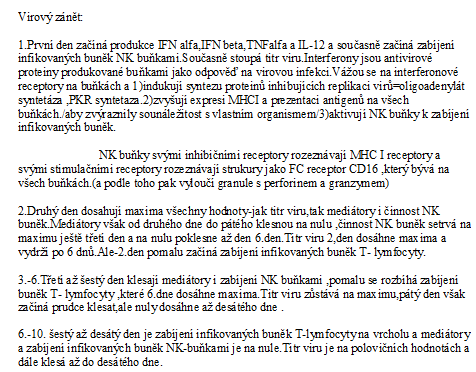 Virový zánět:
1.První den začiná produkce IFN alfa,IFN beta,TNFalfa a IL-12 a současně začíná zabíjení
infikovaných buněk NK buňkami.Současně stoupá titr viru.Interferony jsou antivirové
proteiny produkované buňkami jako odpověď na virovou infekci.Vážou se na interferonové
receptory na buňkách a 1)indukují syntezu proteinů inhibujicích replikaci virů=oligoadenylát
syntetáza ,PKR syntetaza.2)zvyšují expresi MHCI a prezentaci antigenů na všech
buňkách./aby zvýraznily sounáležitost s vlastnim organismem/3)aktivují NK buňky k zabíjení
infikovaných buněk.
NK buňky svými inhibičními receptory rozeznávají MHC I receptory a
svými stimulačními receptory rozeznávají strukury jako FC receptor CD16 ,který bývá na
všech buňkách.(a podle toho pak vyloučí granule s perforinem a granzymem)
2.Druhý den dosahují maxima všechny hodnoty-jak titr viru,tak mediátory i činnost NK
buněk.Mediátory však od druhého dne do pátého klesnou na nulu ,činnost NK buněk setrvá na
maximu ještě třetí den a na nulu poklesne až den 6.den.Titr viru 2,den dosáhne maxima a
vydrží po 6 dnů.Ale-2.den pomalu začíná zabíjení infikovaných buněk T- lymfocyty.
3.-6.Třetí až šestý den klesají mediátory i zabíjení NK buňkami ,pomalu se rozbíhá zabíjení
buněk T- lymfocyty ,které 6.dne dosáhne maxima.Titr viru zůstává na maximu,pátý den však
začíná prudce klesat,ale nuly dosáhne až desátého dne .
6.-10. šestý až desátý den je zabíjení infikovaných buněk T-lymfocyty na vrcholu a mediátory
a zabíjení infikovaných buněk NK-buňkami je na nule.Titr viru je na polovičních hodnotách a
dále klesá až do desátého dne.